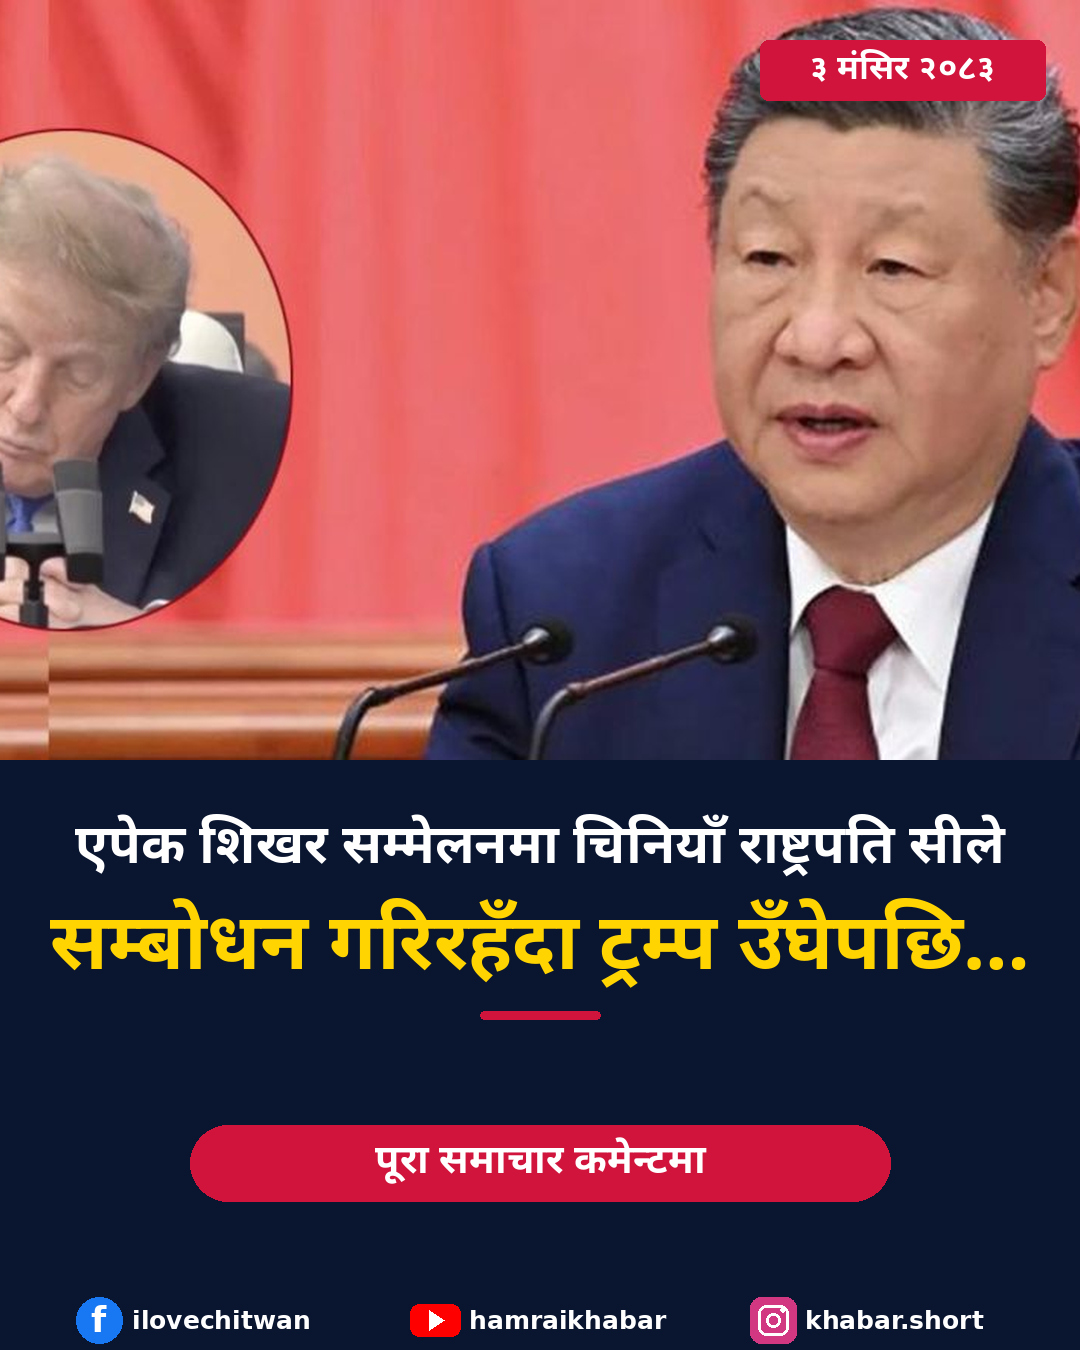 ३ मंसिर २०८३
एपेक शिखर सम्मेलनमा चिनियाँ राष्ट्रपति सीले
सम्बोधन गरिरहँदा ट्रम्प उँघेपछि...
पूरा समाचार कमेन्टमा
ilovechitwan
hamraikhabar
khabar.short